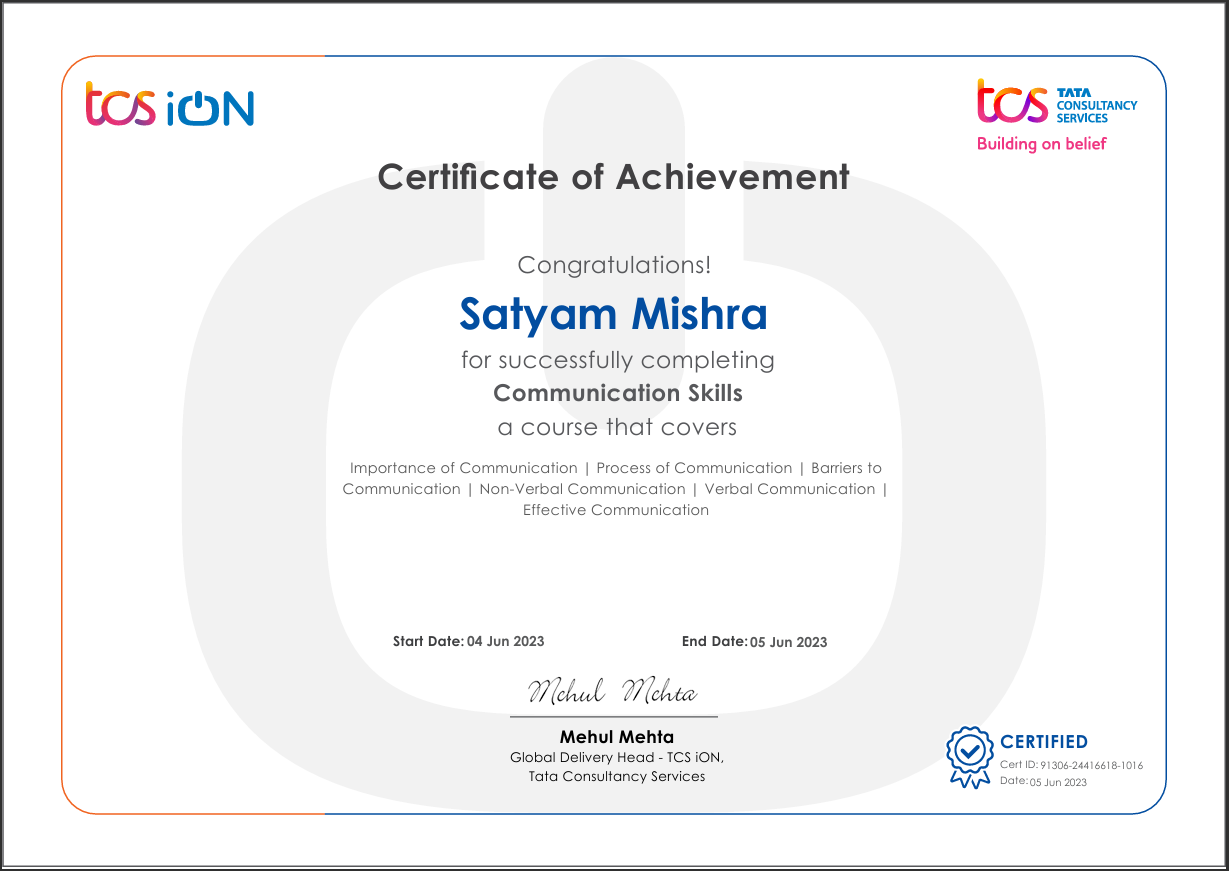 tcs iON
tcs TATA
CONSULTANCY
SERVICES
Building on belief
Certificate of Achievement
Congratulations!
Satyam Mishra
for successfully completing
Communication Skills
a course that covers
Importance of Communication | Process of Communication | Barriers to
Communication | Non-Verbal Communication | Verbal Communication |
Effective Communication
Start Date: 04 Jun 2023 End Date: 05 Jun 2023
Mehul Mehta
Mehul Mehta
Global Delivery Head - TCS iON,
Tata Consultancy Services
CERTIFIED
Cert ID: 91306-24416618-1016
Date: 05 Jun 2023